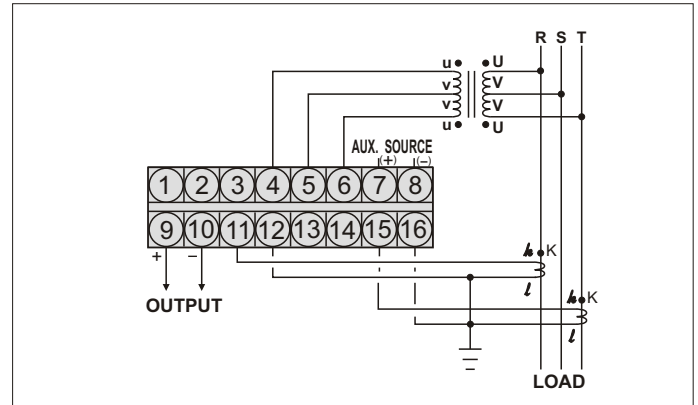 R S T
u U
v V
v V
u U
AUX. SOURCE
(+) (−)
1 2 3 4 5 6 7 8
9 10 11 12 13 14 15 16
+ −
OUTPUT
k K
l
k K
l
LOAD